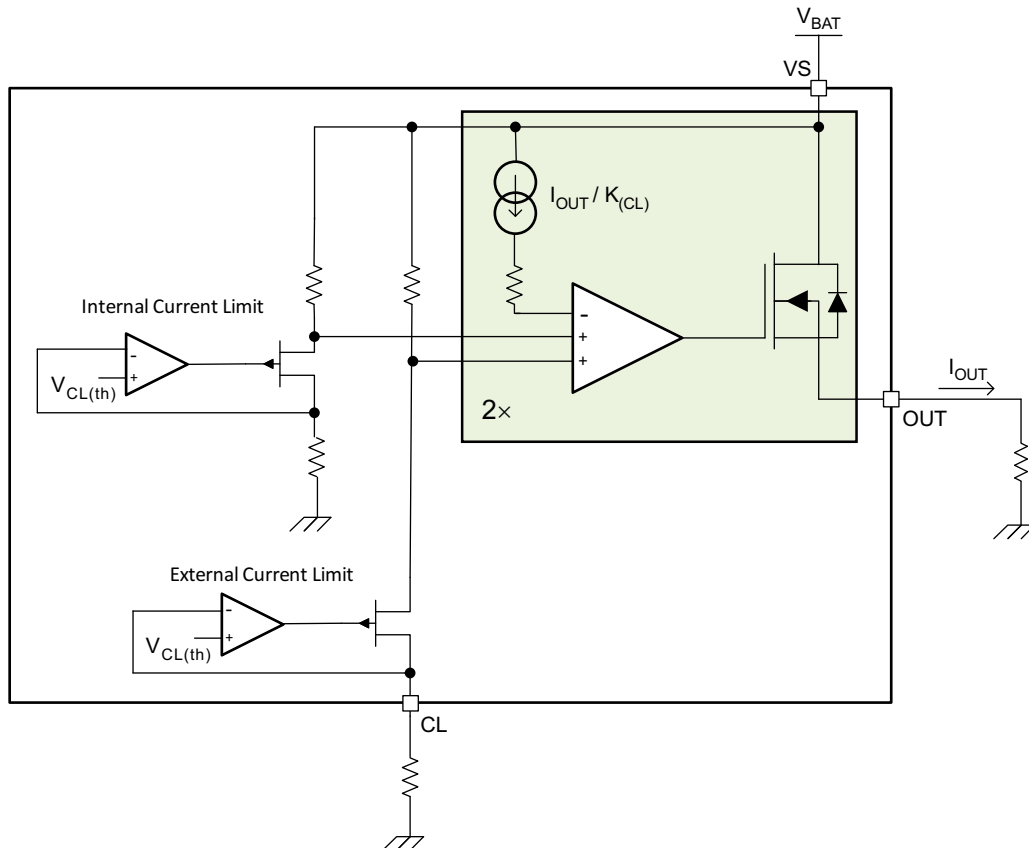 V_BAT
VS
I_OUT / K_(CL)
Internal Current Limit
-
+
V_CL(th)
-
+
+
2×
I_OUT
OUT
External Current Limit
-
+
V_CL(th)
CL